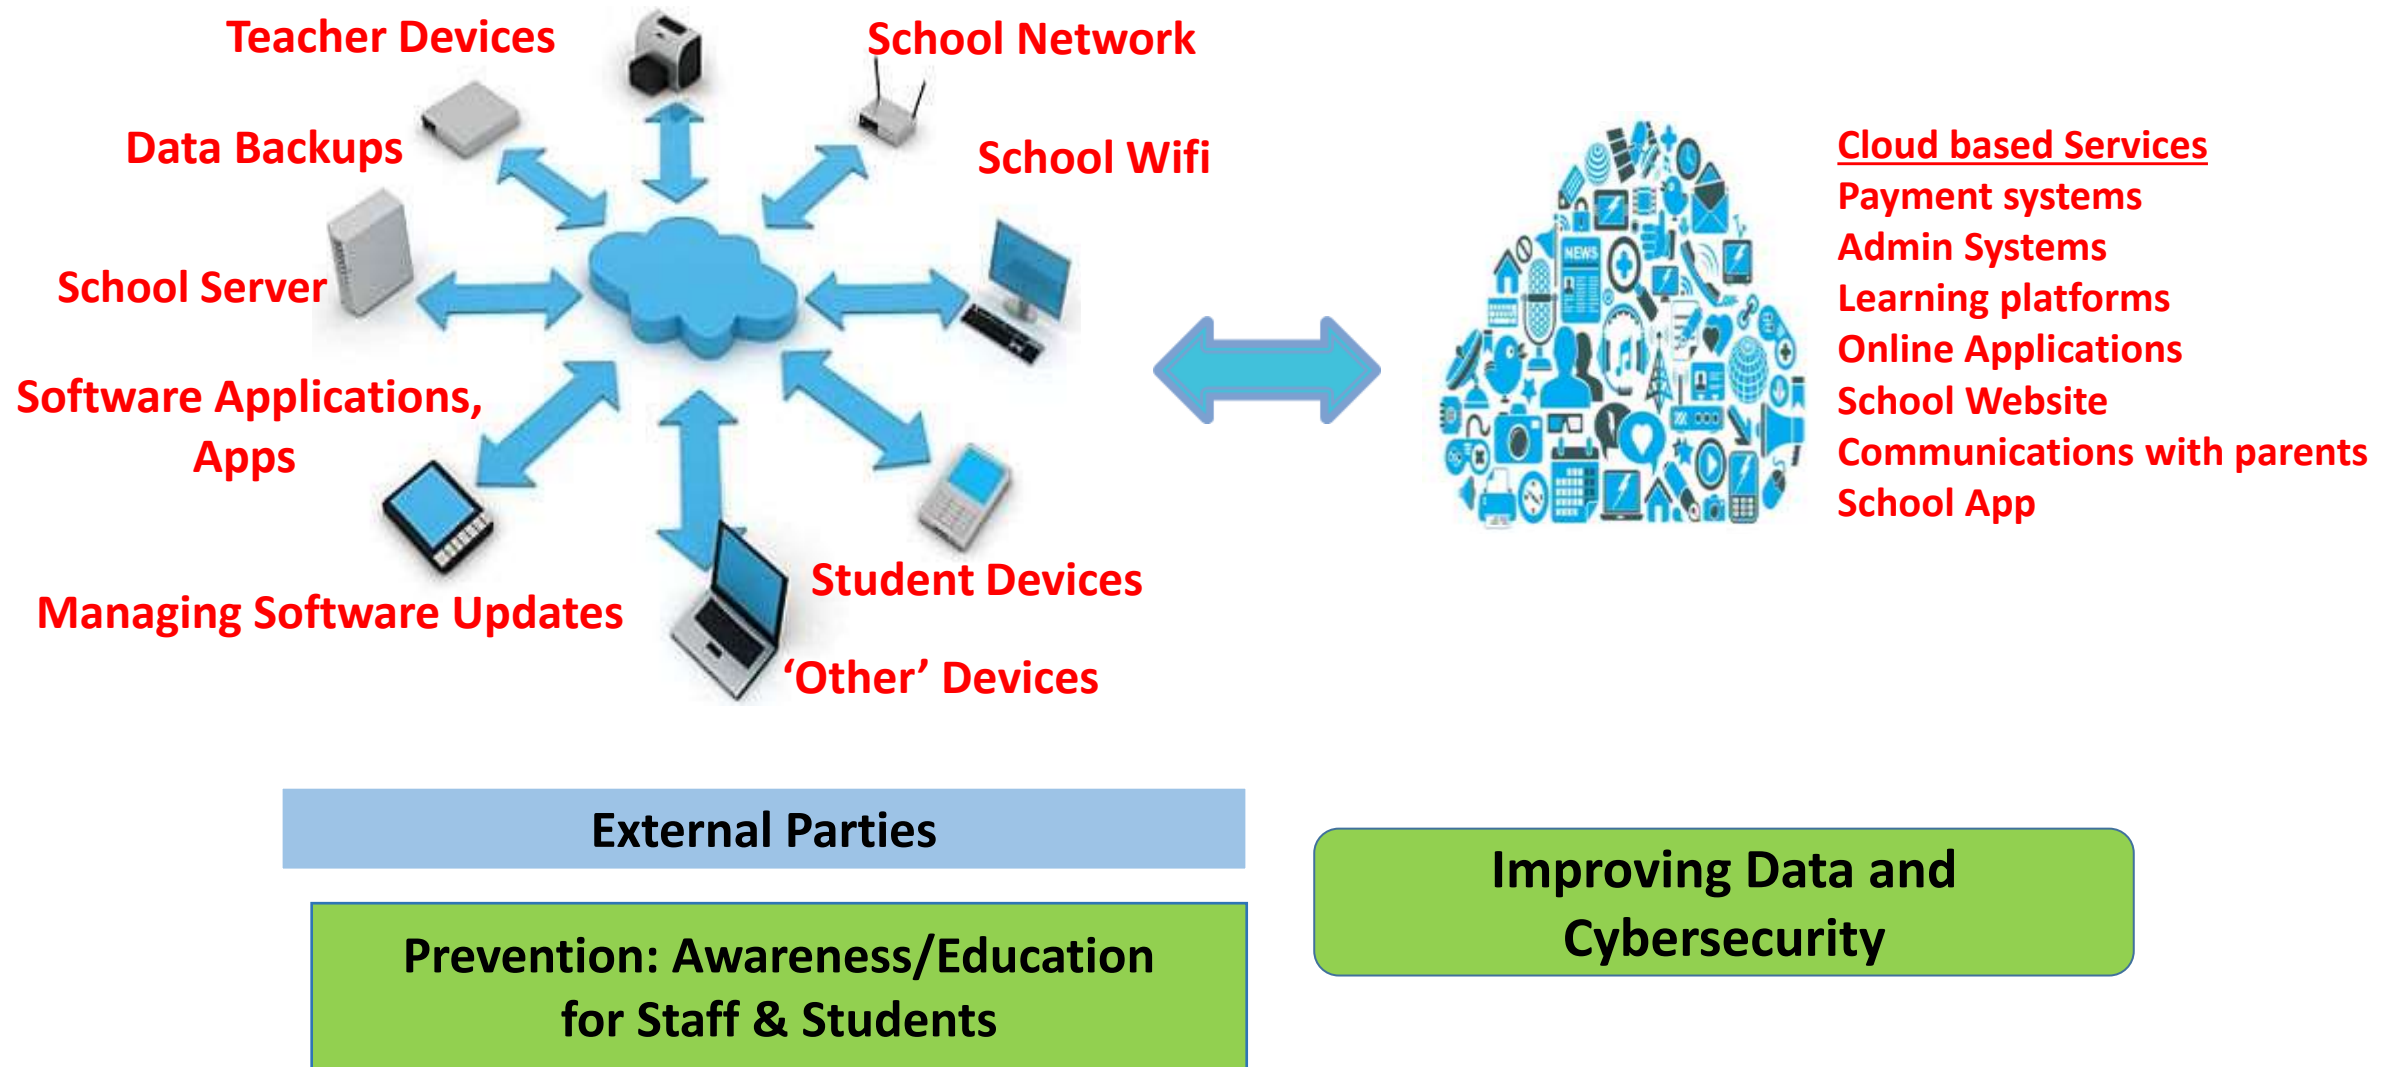 Teacher Devices
School Network
Data Backups
School Wifi
School Server
Software Applications,
Apps
Managing Software Updates
Student Devices
‘Other’ Devices
NEWS
Cloud based Services
Payment systems
Admin Systems
Learning platforms
Online Applications
School Website
Communications with parents
School App
External Parties
Prevention: Awareness/Education
for Staff & Students
Improving Data and
Cybersecurity